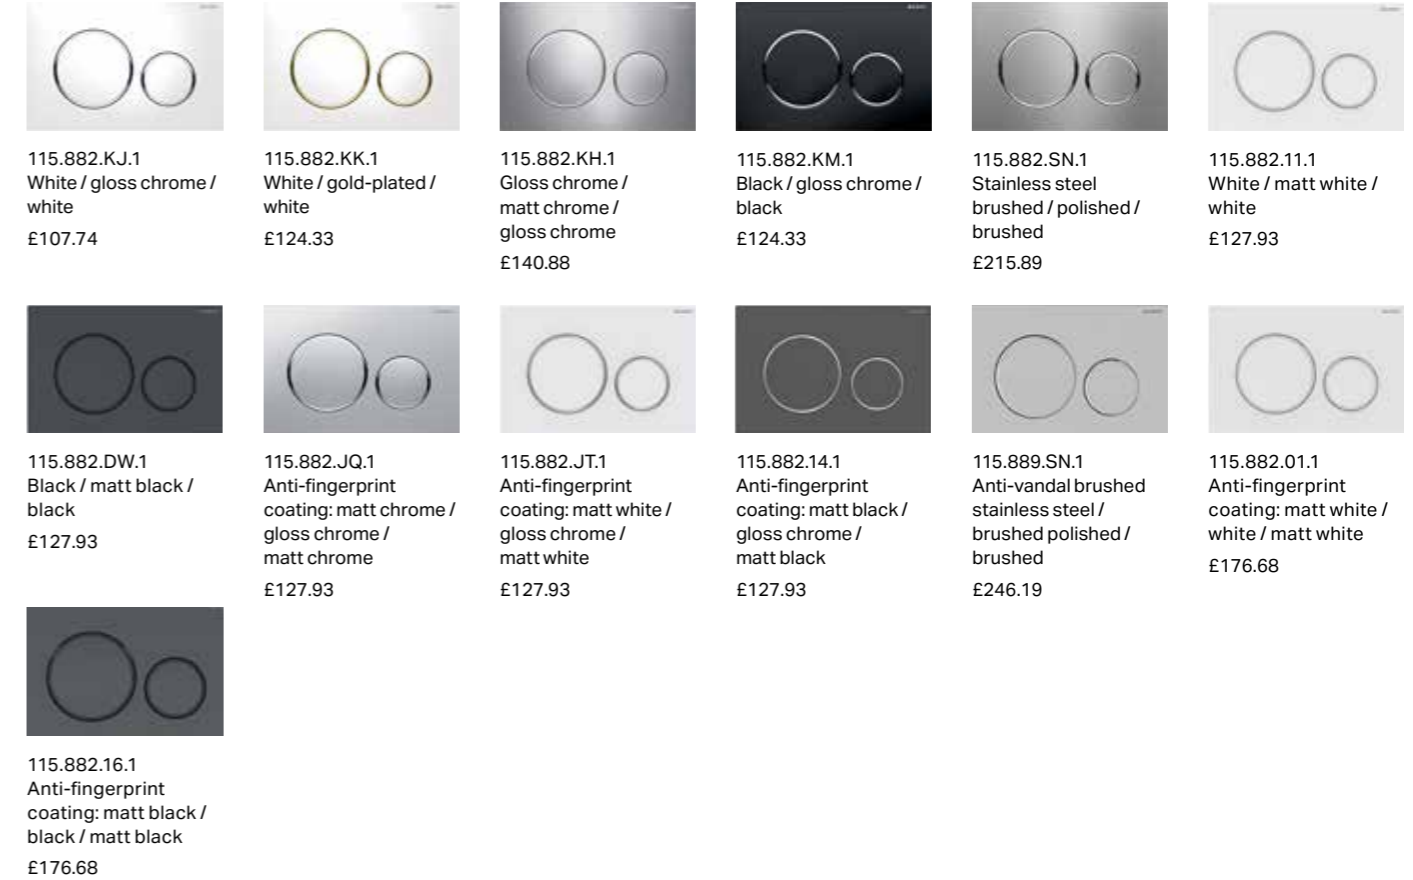 115.882.KJ.1
White / gloss chrome /
white
£107.74
115.882.KK.1
White / gold-plated /
white
£124.33
115.882.KH.1
Gloss chrome /
matt chrome /
gloss chrome
£140.88
115.882.KM.1
Black / gloss chrome /
black
£124.33
115.882.SN.1
Stainless steel
brushed / polished /
brushed
£215.89
115.882.11.1
White / matt white /
white
£127.93
115.882.DW.1
Black / matt black /
black
£127.93
115.882.JQ.1
Anti-fingerprint
coating: matt chrome /
gloss chrome /
matt chrome
£127.93
115.882.JT.1
Anti-fingerprint
coating: matt white /
gloss chrome /
matt white
£127.93
115.882.14.1
Anti-fingerprint
coating: matt black /
gloss chrome /
matt black
£127.93
115.889.SN.1
Anti-vandal brushed
stainless steel /
brushed polished /
brushed
£246.19
115.882.01.1
Anti-fingerprint
coating: matt white /
white / matt white
£176.68
115.882.16.1
Anti-fingerprint
coating: matt black /
black / matt black
£176.68